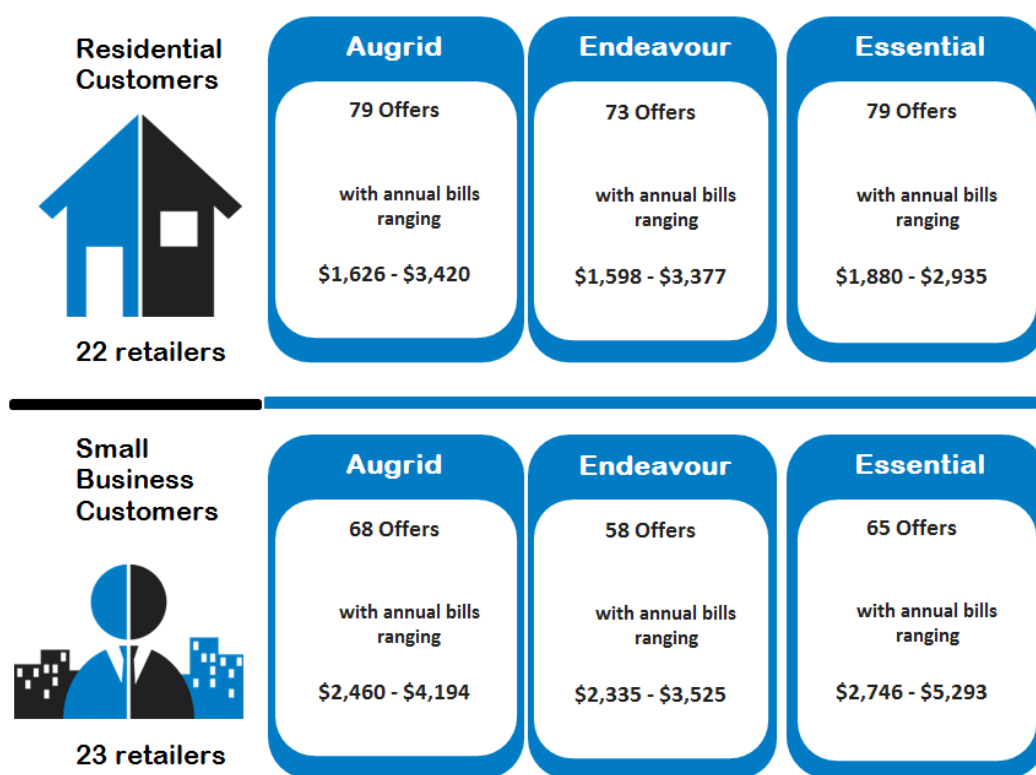 Residential
Customers
22 retailers
Augrid
79 Offers
with annual bills
ranging
$1,626 - $3,420
Endeavour
73 Offers
with annual bills
ranging
$1,598 - $3,377
Essential
79 Offers
with annual bills
ranging
$1,880 - $2,935
Small
Business
Customers
23 retailers
Augrid
68 Offers
with annual bills
ranging
$2,460 - $4,194
Endeavour
58 Offers
with annual bills
ranging
$2,335 - $3,525
Essential
65 Offers
with annual bills
ranging
$2,746 - $5,293